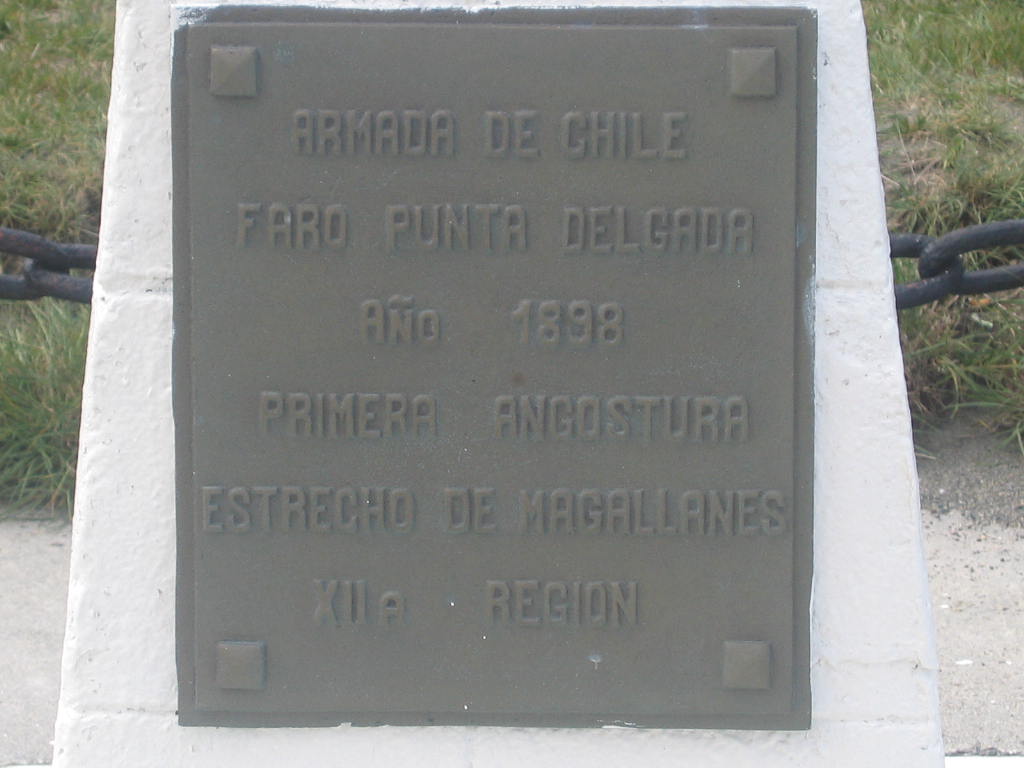 ARMADA DE CHILE
FARO PUNTA DELGADA
AÑO 1898
PRIMERA ANGOSTURA
ESTRECHO DE MAGALLANES
XIIA REGION